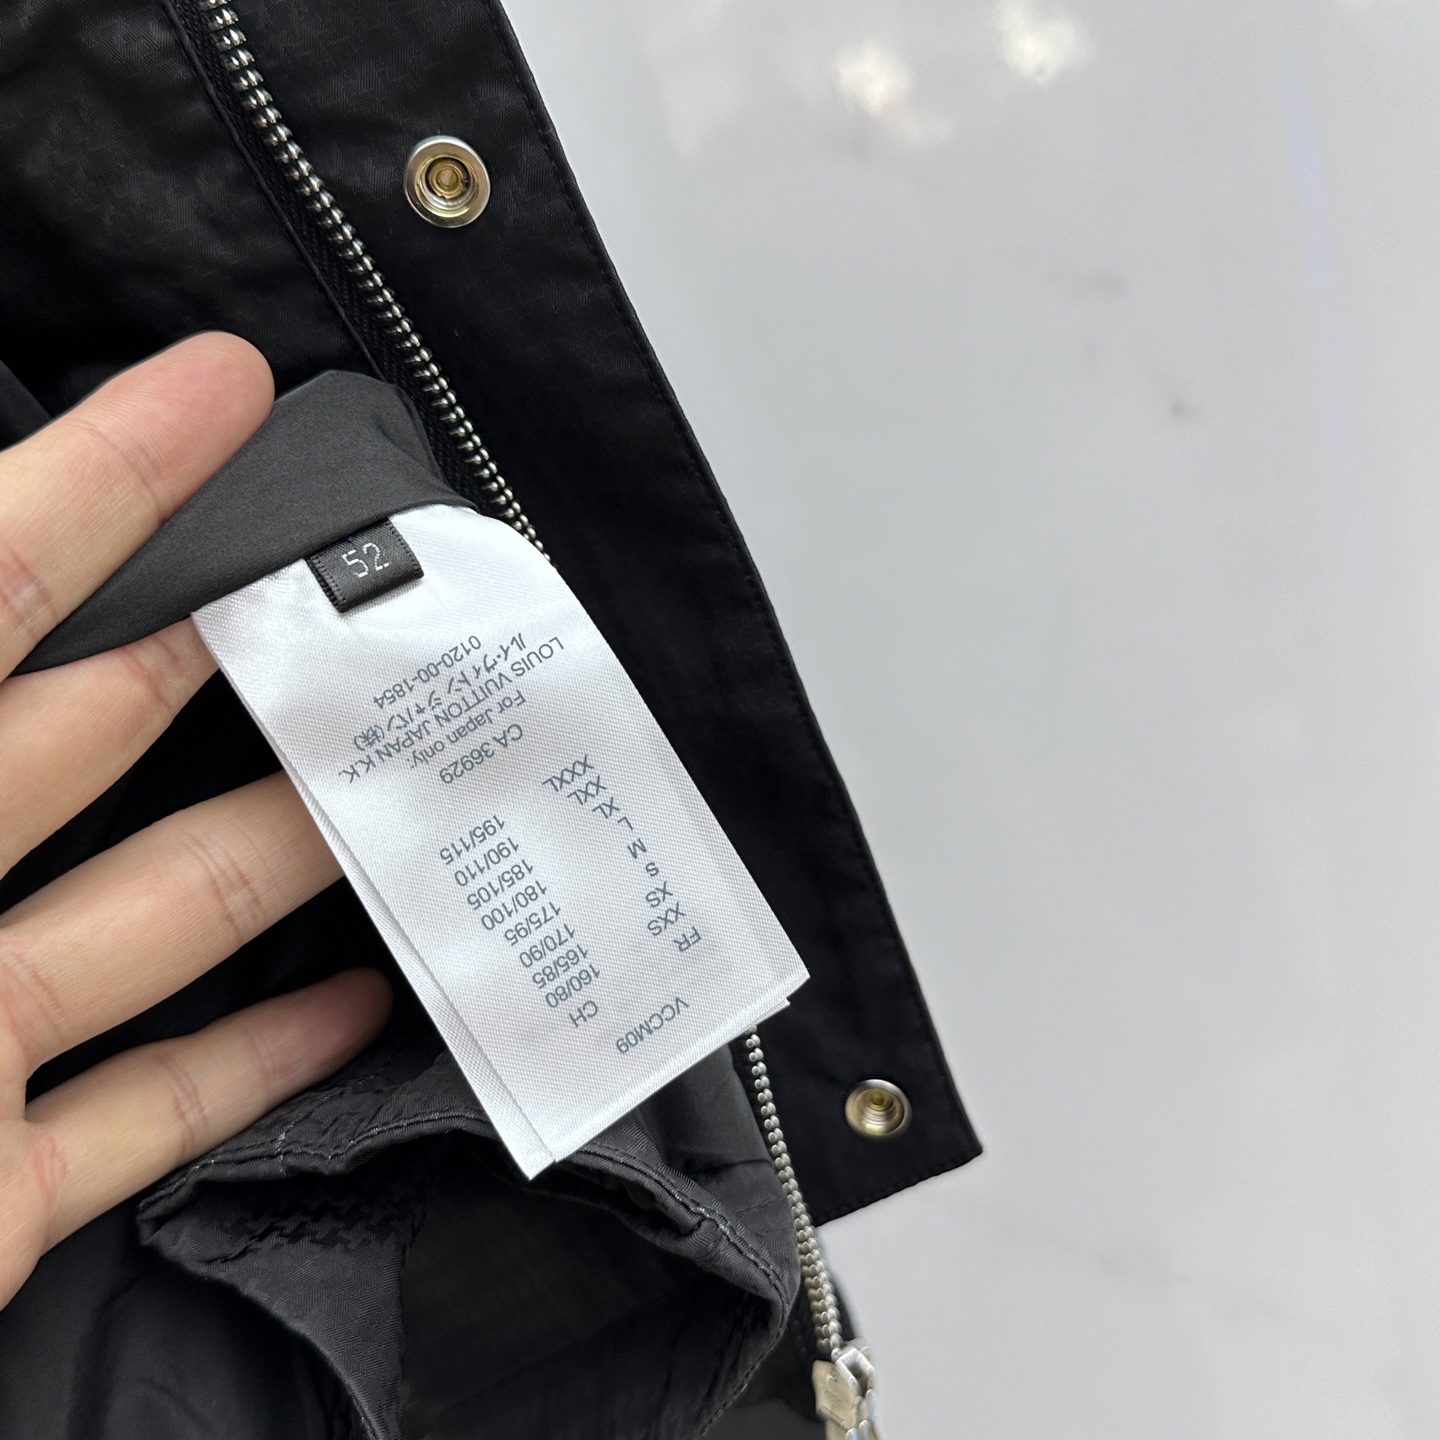 52
VCCM09
FR CH
XXS 160/80
XS 165/85
S 170/90
M 175/95
L 180/100
XL 185/105
XXL 190/110
XXXL 195/115
CA 36929
For Japan only.
LOUIS VUITTON JAPAN K.K.
ルイ・ヴィトン ジャパン(株)
0120-00-1854